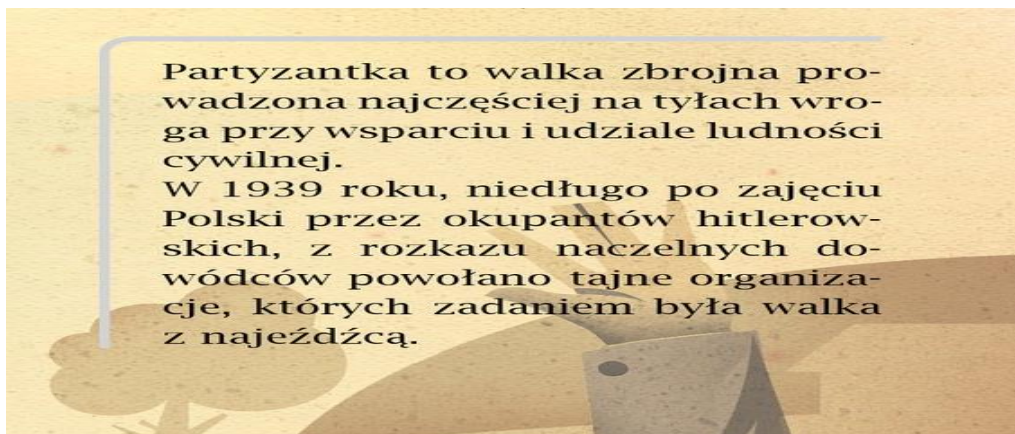 Partyzantka to walka zbrojna pro-
wadzona najczęściej na tyłach wro-
ga przy wsparciu i udziale ludności
cywilnej.
W 1939 roku, niedługo po zajęciu
Polski przez okupantów hitlerow-
skich, z rozkazu naczelnych do-
wódców powołano tajne organiza-
cje, których zadaniem była walka
z najeźdźcą.